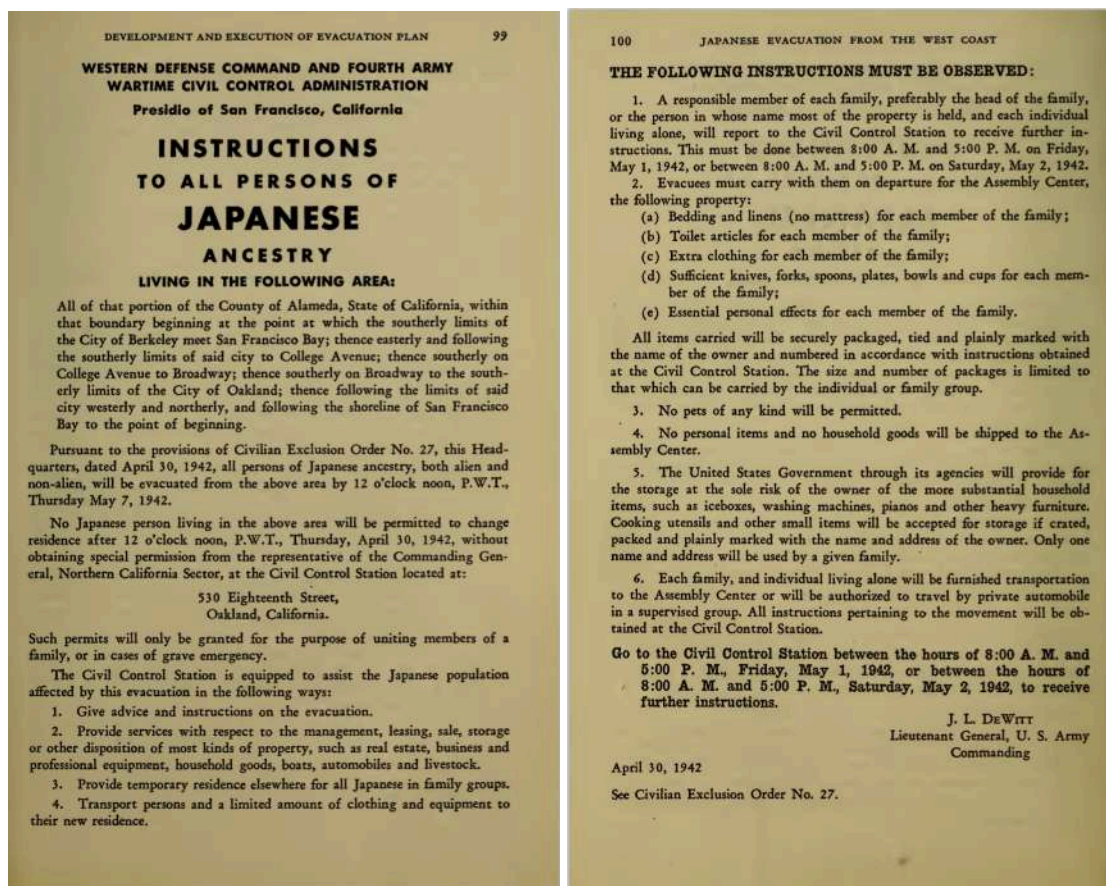 DEVELOPMENT AND EXECUTION OF EVACUATION PLAN 99
WESTERN DEFENSE COMMAND AND FOURTH ARMY
WARTIME CIVIL CONTROL ADMINISTRATION
Presidio of San Francisco, California
INSTRUCTIONS
TO ALL PERSONS OF
JAPANESE
ANCESTRY
LIVING IN THE FOLLOWING AREA:
All of that portion of the County of Alameda, State of California, within
that boundary beginning at the point at which the southerly limits of
the City of Berkeley meet San Francisco Bay; thence easterly and following
the southerly limits of said city to College Avenue; thence southerly on
College Avenue to Broadway; thence southerly on Broadway to the south-
erly limits of the City of Oakland; thence following the limits of said
city westerly and northerly, and following the shoreline of San Francisco
Bay to the point of beginning.
Pursuant to the provisions of Civilian Exclusion Order No. 27, this Head-
quarters, dated April 30, 1942, all persons of Japanese ancestry, both alien and
non-alien, will be evacuated from the above area by 12 o'clock noon, P.W.T.,
Thursday May 7, 1942.
No Japanese person living in the above area will be permitted to change
residence after 12 o'clock noon, P.W.T., Thursday, April 30, 1942, without
obtaining special permission from the representative of the Commanding Gen-
eral, Northern California Sector, at the Civil Control Station located at:
530 Eighteenth Street,
Oakland, California.
Such permits will only be granted for the purpose of uniting members of a
family, or in cases of grave emergency.
The Civil Control Station is equipped to assist the Japanese population
affected by this evacuation in the following ways:
1. Give advice and instructions on the evacuation.
2. Provide services with respect to the management, leasing, sale, storage
or other disposition of most kinds of property, such as real estate, business and
professional equipment, household goods, boats, automobiles and livestock.
3. Provide temporary residence elsewhere for all Japanese in family groups.
4. Transport persons and a limited amount of clothing and equipment to
their new residence.
100 JAPANESE EVACUATION FROM THE WEST COAST
THE FOLLOWING INSTRUCTIONS MUST BE OBSERVED:
1. A responsible member of each family, preferably the head of the family,
or the person in whose name most of the property is held, and each individual
living alone, will report to the Civil Control Station to receive further in-
structions. This must be done between 8:00 A. M. and 5:00 P. M. on Friday,
May 1, 1942, or between 8:00 A. M. and 5:00 P. M. on Saturday, May 2, 1942.
2. Evacuees must carry with them on departure for the Assembly Center,
the following property:
(a) Bedding and linens (no mattress) for each member of the family;
(b) Toilet articles for each member of the family;
(c) Extra clothing for each member of the family;
(d) Sufficient knives, forks, spoons, plates, bowls and cups for each mem-
ber of the family;
(e) Essential personal effects for each member of the family.
All items carried will be securely packaged, tied and plainly marked with
the name of the owner and numbered in accordance with instructions obtained
at the Civil Control Station. The size and number of packages is limited to
that which can be carried by the individual or family group.
3. No pets of any kind will be permitted.
4. No personal items and no household goods will be shipped to the As-
sembly Center.
5. The United States Government through its agencies will provide for
the storage at the sole risk of the owner of the more substantial household
items, such as iceboxes, washing machines, pianos and other heavy furniture.
Cooking utensils and other small items will be accepted for storage if crated,
packed and plainly marked with the name and address of the owner. Only one
name and address will be used by a given family.
6. Each family, and individual living alone will be furnished transportation
to the Assembly Center or will be authorized to travel by private automobile
in a supervised group. All instructions pertaining to the movement will be ob-
tained at the Civil Control Station.
Go to the Civil Control Station between the hours of 8:00 A. M. and
5:00 P. M., Friday, May 1, 1942, or between the hours of
8:00 A. M. and 5:00 P. M., Saturday, May 2, 1942, to receive
further instructions.
J. L. DEWITT
Lieutenant General, U. S. Army
Commanding
April 30, 1942
See Civilian Exclusion Order No. 27.